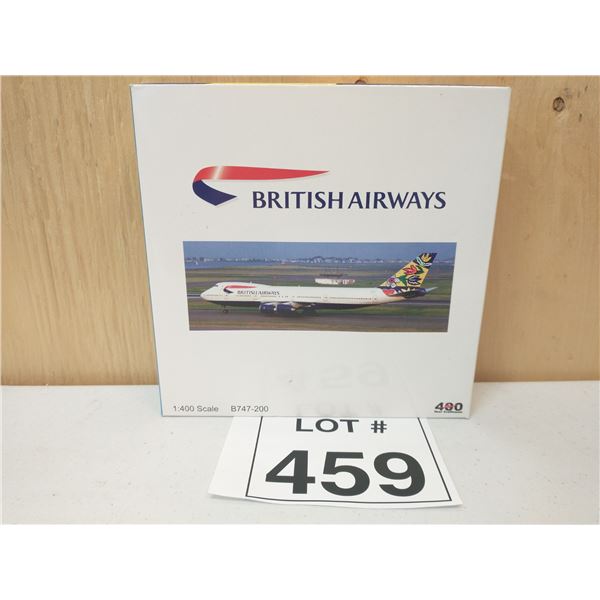 BRITISH AIRWAYS
BRITISH AIRWAYS
1:400 Scale B747-200
400
LOT #
459